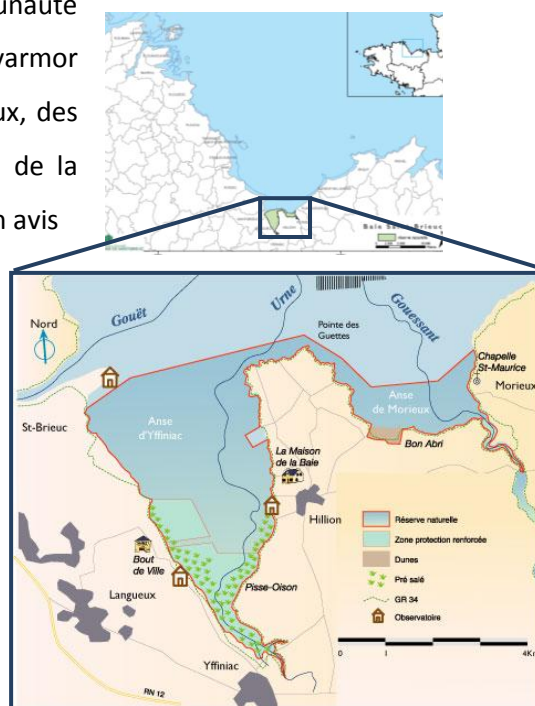 unauté
varmor
ux, des
de la
n avis
Baie Sa
Gouët
Urne
Gouessant
Nord
Pointe des
Guettes
Chapelle
St-Maurice
Morieux
Anse
d'Yffiniac
Anse
de Morieux
St-Brieuc
Bon Abri
La Maison
de la Baie
Hillion
Réserve naturelle
Zone protection renforcée
Dunes
Pré salé
GR 34
Observatoire
Bout
de Ville
Pisse-Oison
Langueux
Yffiniac
RN 12
0 1 4Km